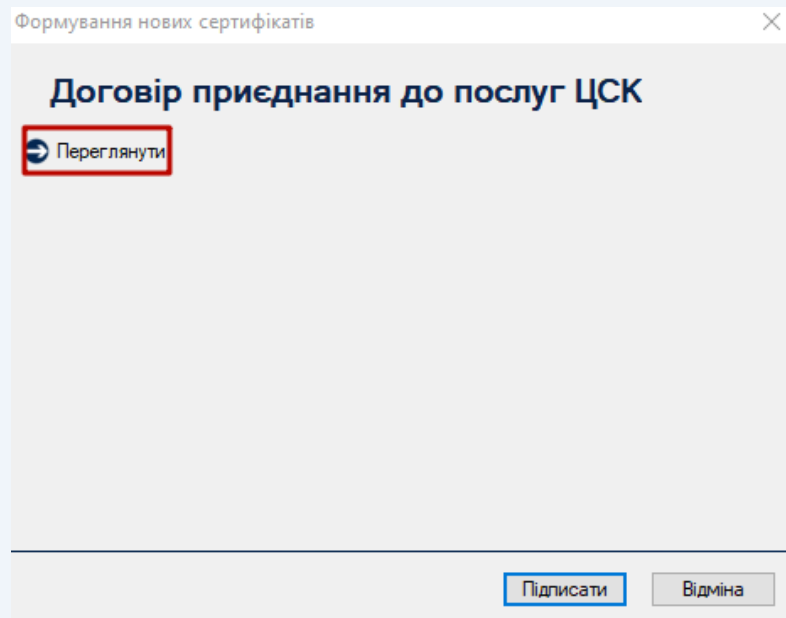 Формування нових сертифікатів
Договір приєднання до послуг ЦСК
Переглянути
Підписати
Відміна